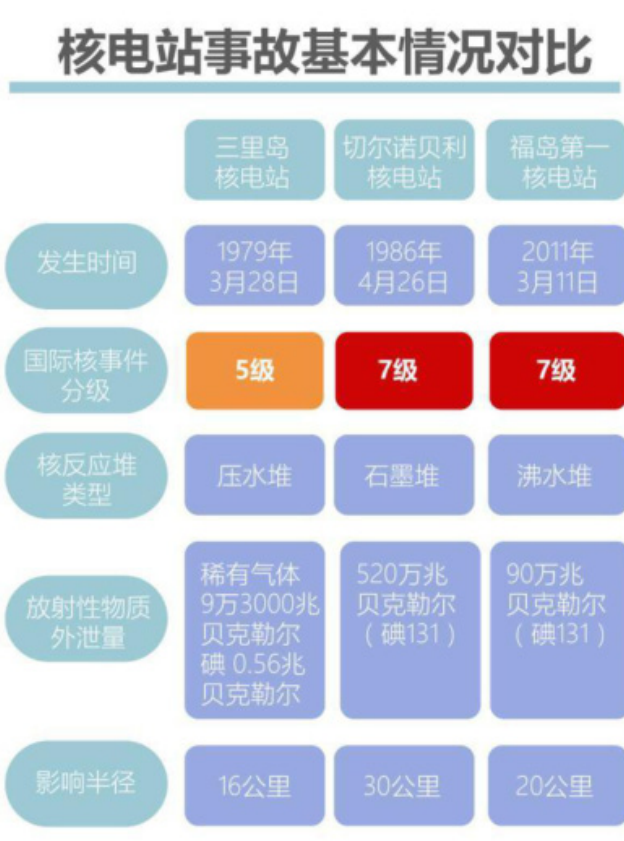 核电站事故基本情况对比
三里岛
核电站
切尔诺贝利
核电站
福岛第一
核电站
发生时间
1979年
3月28日
1986年
4月26日
2011年
3月11日
国际核事件
分级
5级
7级
7级
核反应堆
类型
压水堆
石墨堆
沸水堆
放射性物质
外泄量
稀有气体
9万3000兆
贝克勒尔
碘 0.56兆
贝克勒尔
520万兆
贝克勒尔
（碘131）
90万兆
贝克勒尔
（碘131）
影响半径
16公里
30公里
20公里